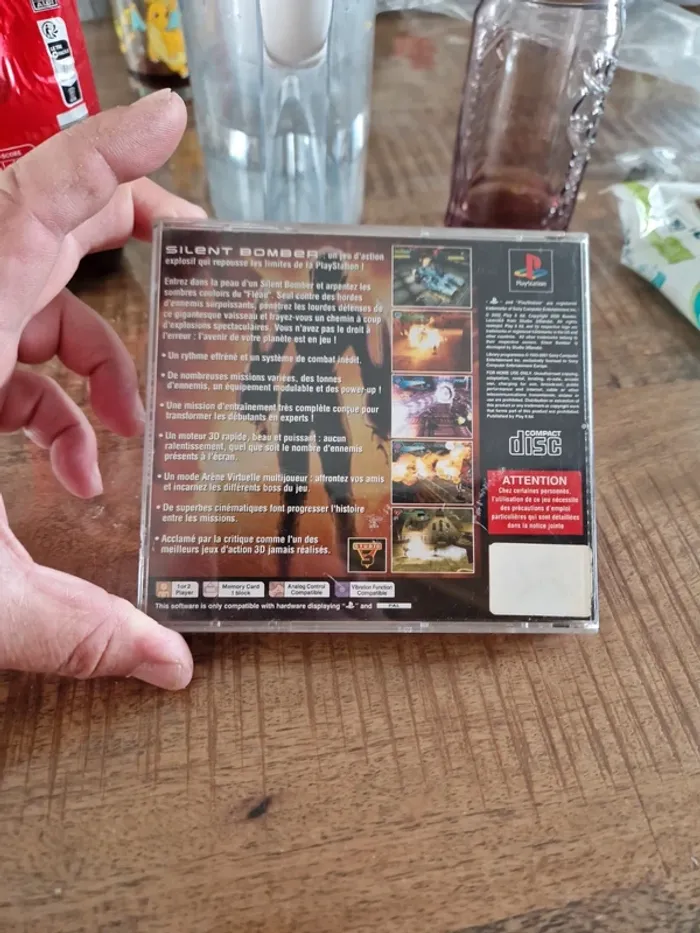 SILENT BOMBER : un jeu d'action
explosif qui repousse les limites de la PlayStation !
Entrez dans la peau d'un Silent Bomber et arpentez les
sombres couloirs du "Fléau". Seul contre des hordes
d'ennemis surpuissants, pénétrez les lourdes défenses de
ce gigantesque vaisseau et frayez-vous un chemin à coup
d'explosions spectaculaires. Vous n'avez pas le droit à
l'erreur : l'avenir de votre planète est en jeu !
• Un rythme effréné et un système de combat inédit.
• De nombreuses missions variées, des tonnes
d'ennemis, un équipement modulable et des power-up !
• Une mission d'entraînement très complète conçue pour
transformer les débutants en experts !
• Un moteur 3D rapide, beau et puissant : aucun
ralentissement, quel que soit le nombre d'ennemis
présents à l'écran.
• Un mode Arène Virtuelle multijoueur : affrontez vos amis
et incarnez les différents boss du jeu.
• De superbes cinématiques font progresser l'histoire
entre les missions.
• Acclamé par la critique comme l'un des
meilleurs jeux d'action 3D jamais réalisés.
STUDIO
3
1 or 2
Player
Memory Card
1 block
Analog Control
Compatible
Vibration Function
Compatible
This software is only compatible with hardware displaying " " and PAL
PlayStation
COMPACT
disc
ATTENTION
Chez certaines personnes,
l'utilisation de ce jeu nécessite
des précautions d'emploi
particulières qui sont détaillées
dans la notice jointe